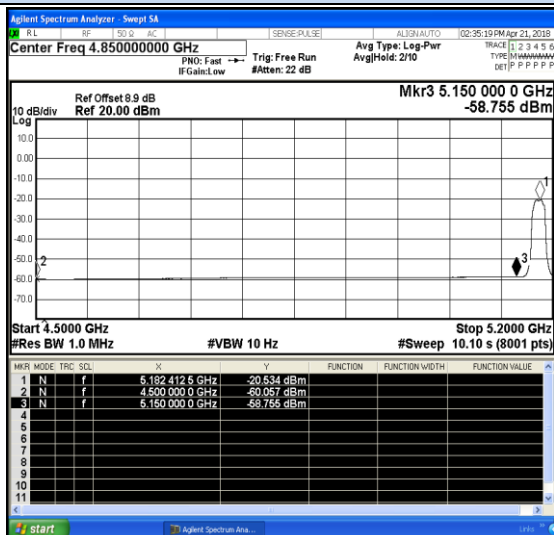 Agilent Spectrum Analyzer - Swept SA
RL RF 50 Ω AC SENSE:PULSE ALIGNAUTO 02:35:19 PM Apr 21, 2018
Center Freq 4.850000000 GHz
PNO: Fast
IFGain:Low
Trig: Free Run
#Atten: 22 dB
Avg Type: Log-Pwr
Avg|Hold: 2/10
TRACE 1 2 3 4 5 6
TYPE M
DET P P P P P P
Ref Offset 8.9 dB
Ref 20.00 dBm
Mkr3 5.150 000 0 GHz
-58.755 dBm
10 dB/div
Log
10.0
0.00
-10.0
-20.0
-30.0
-40.0
-50.0
-60.0
-70.0
1
2
3
Start 4.5000 GHz
Stop 5.2000 GHz
#Res BW 1.0 MHz
#VBW 10 Hz
#Sweep 10.10 s (8001 pts)
MKR MODE TRC SCL X Y FUNCTION FUNCTION WIDTH FUNCTION VALUE
1 N f 5.182 412 5 GHz -20.534 dBm
2 N f 4.500 000 0 GHz -60.057 dBm
3 N f 5.150 000 0 GHz -58.755 dBm
4
5
6
7
8
9
10
11
start
Agilent Spectrum Ana...
Links